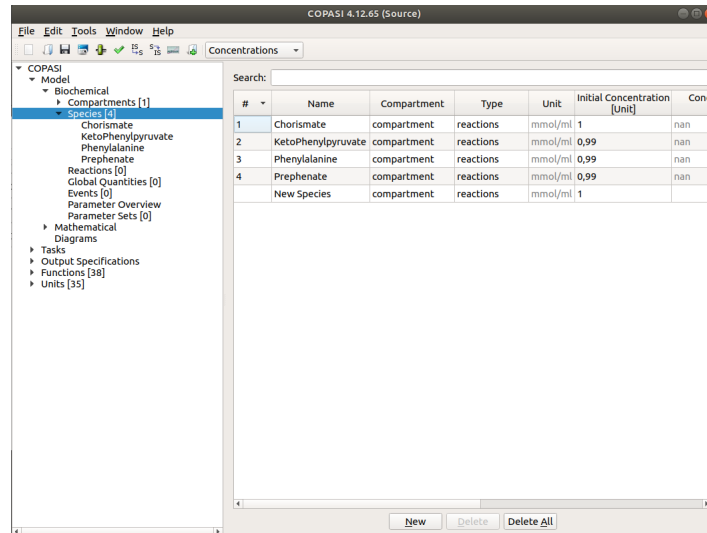 COPASI 4.12.65 (Source)
File Edit Tools Window Help
Concentrations
COPASI
Model
Biochemical
Compartments [1]
Species [4]
Chorismate
KetoPhenylpyruvate
Phenylalanine
Prephenate
Reactions [0]
Global Quantities [0]
Events [0]
Parameter Overview
Parameter Sets [0]
Mathematical
Diagrams
Tasks
Output Specifications
Functions [38]
Units [35]
Search:
# Name Compartment Type Unit Initial Concentration [Unit] Con
1 Chorismate compartment reactions mmol/ml 1 nan
2 KetoPhenylpyruvate compartment reactions mmol/ml 0,99 nan
3 Phenylalanine compartment reactions mmol/ml 0,99
4 Prephenate compartment reactions mmol/ml 0,99 nan
New Species compartment reactions mmol/ml 1
New Delete Delete All